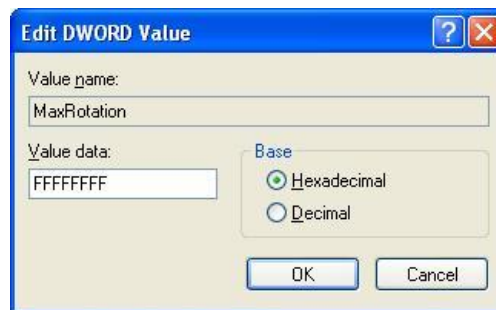 Edit DWORD Value
Value name:
MaxRotation
Value data:
FFFFFFFF
Base
Hexadecimal
Decimal
OK
Cancel